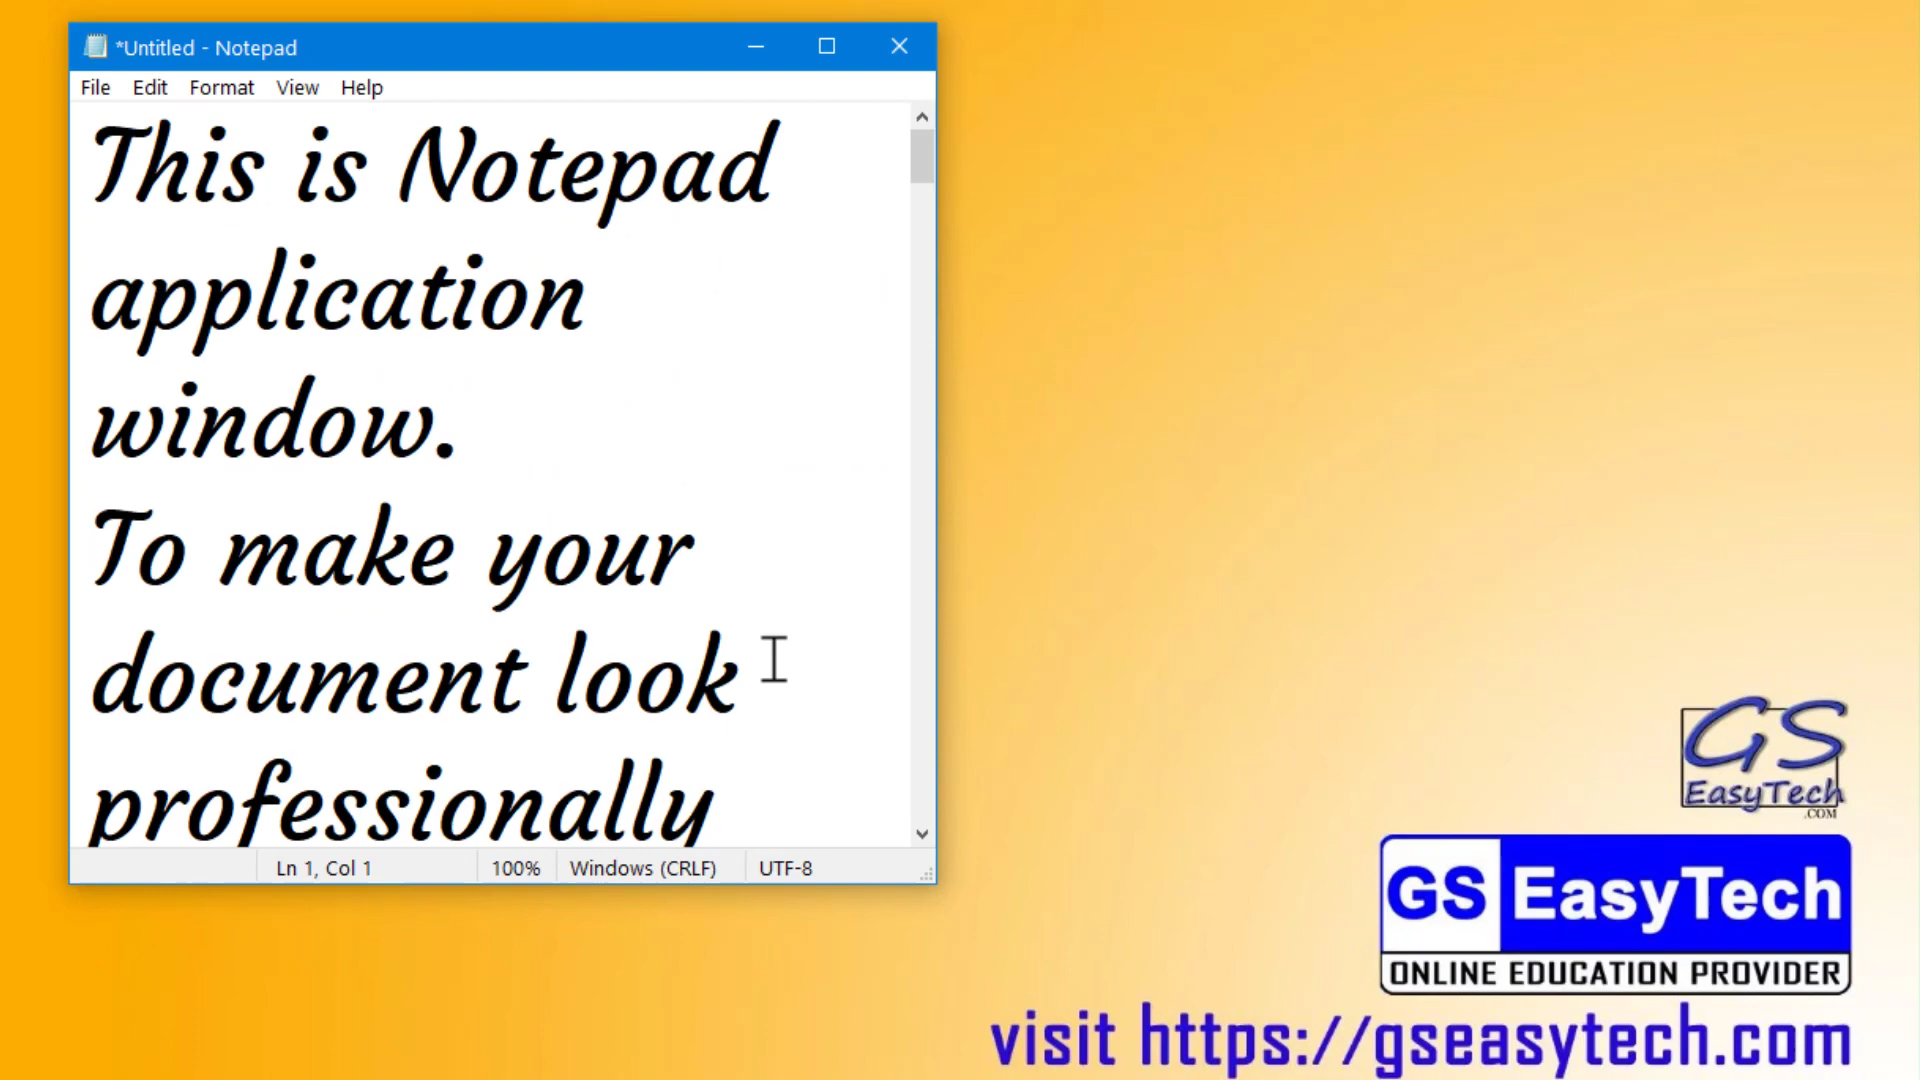 *Untitled - Notepad
File Edit Format View Help
This is Notepad
application
window.
To make your
document look
professionally
Ln 1, Col 1 100% Windows (CRLF) UTF-8
GS
EasyTech
.COM
GS EasyTech
ONLINE EDUCATION PROVIDER
visit https://gseasytech.com